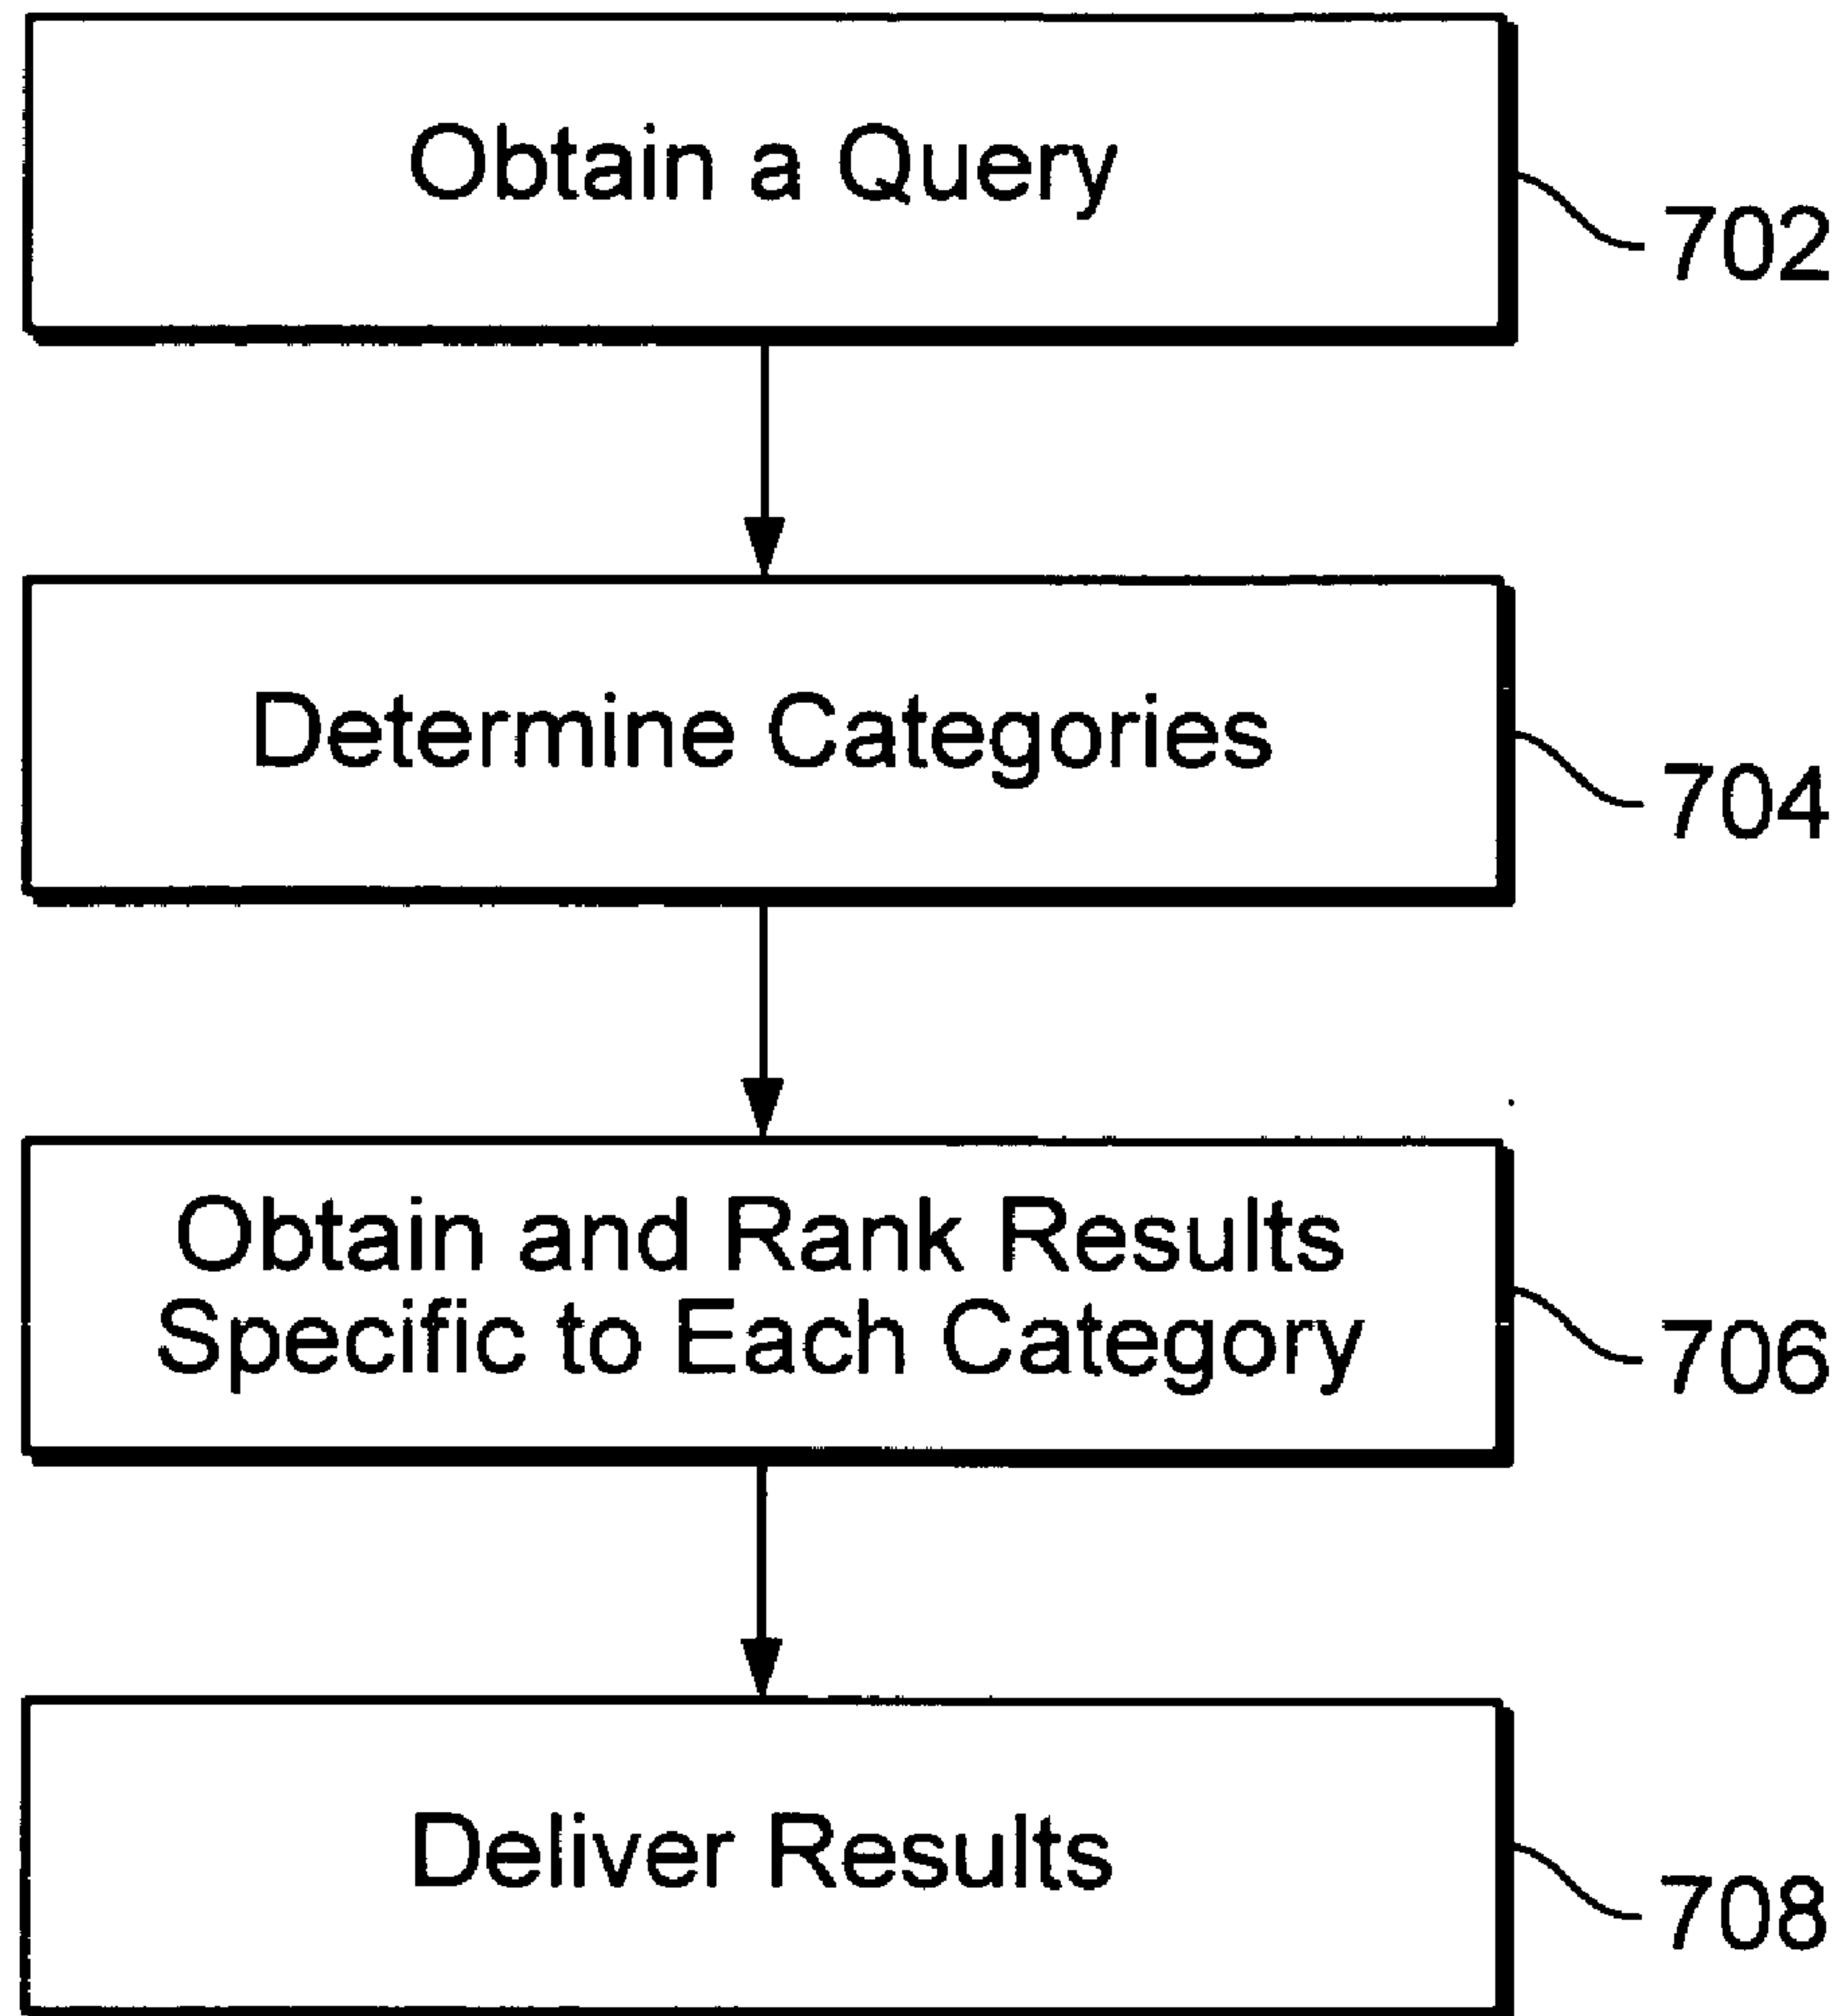 Obtain a Query
702
Determine Categories
704
Obtain and Rank Results
Specific to Each Category
706
Deliver Results
708